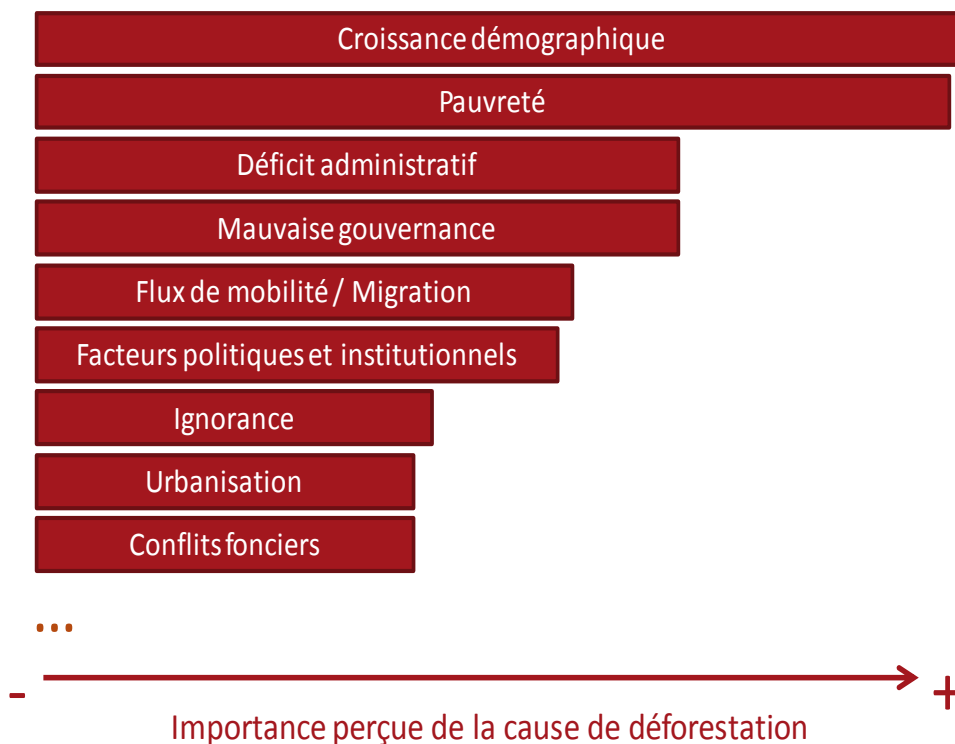 Croissance démographique
Pauvreté
Déficit administratif
Mauvaise gouvernance
Flux de mobilité / Migration
Facteurs politiques et institutionnels
Ignorance
Urbanisation
Conflits fonciers
...
- +
Importance perçue de la cause de déforestation